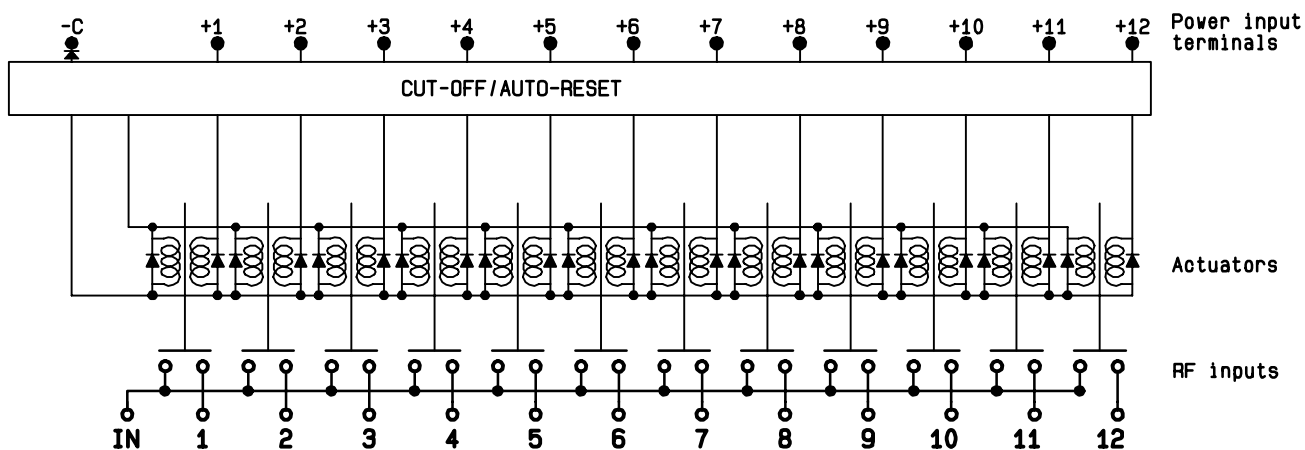 -C +1 +2 +3 +4 +5 +6 +7 +8 +9 +10 +11 +12
Power input
terminals
CUT-OFF/AUTO-RESET
Actuators
RF inputs
IN 1 2 3 4 5 6 7 8 9 10 11 12